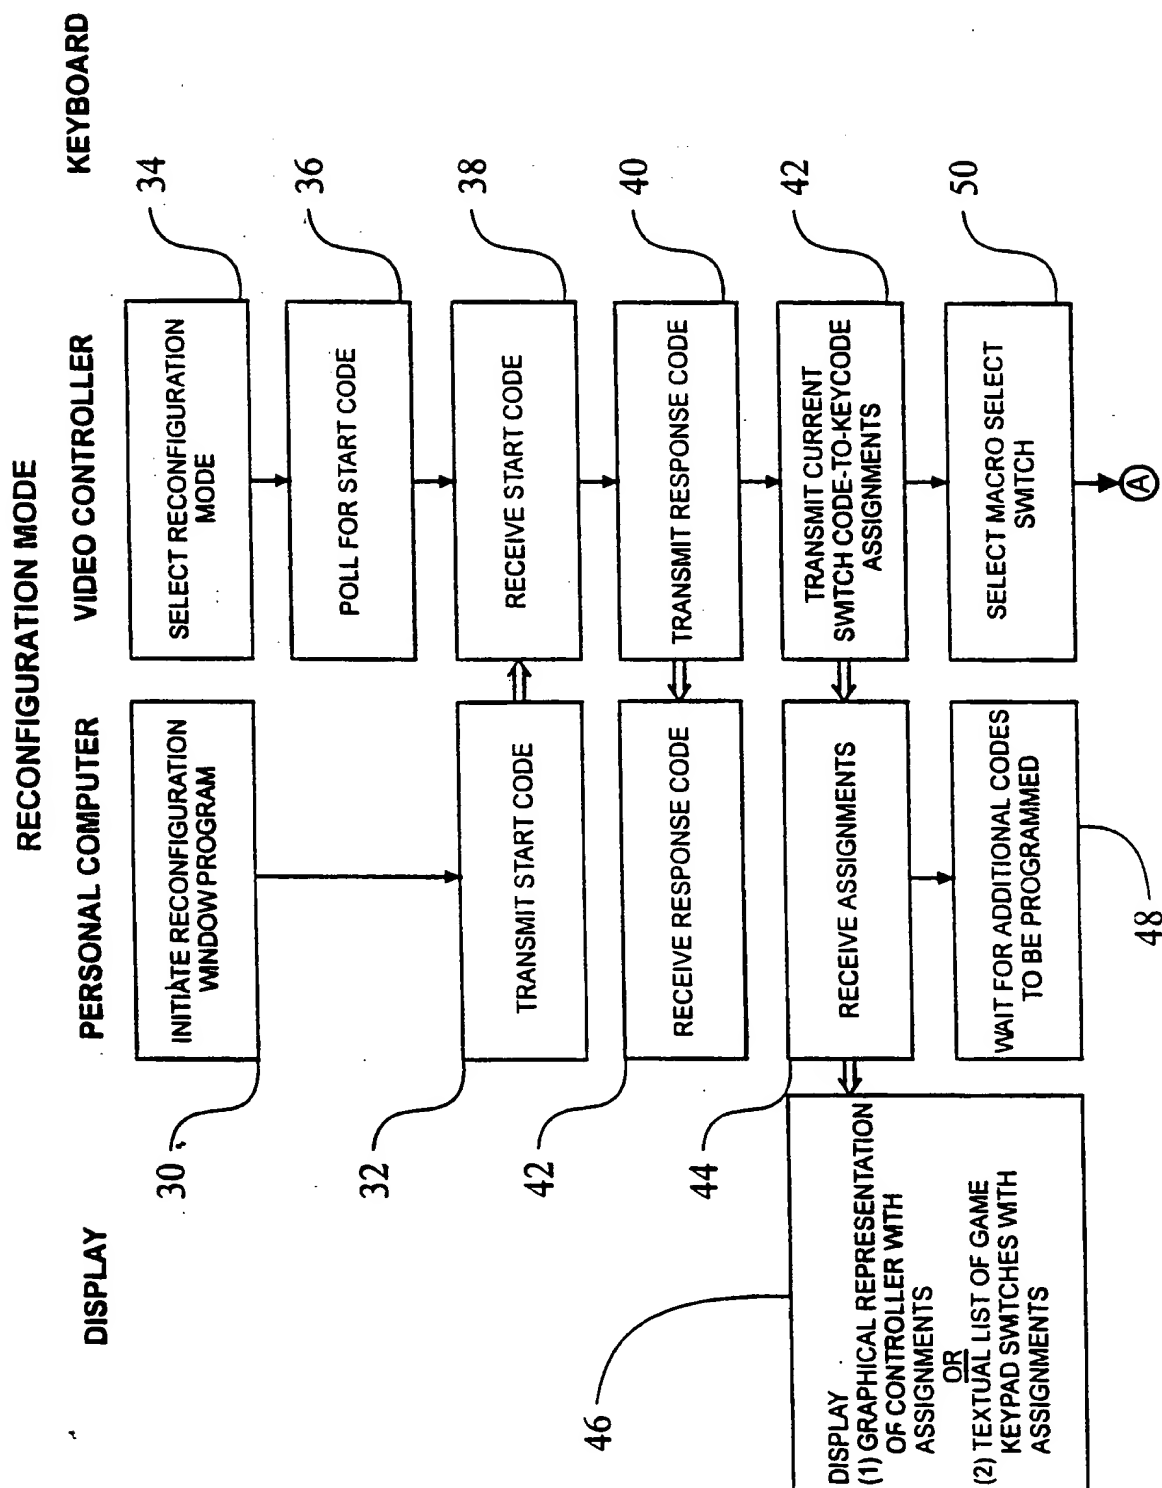 RECONFIGURATION MODE
DISPLAY
PERSONAL COMPUTER
VIDEO CONTROLLER
KEYBOARD
30
INITIATE RECONFIGURATION
WINDOW PROGRAM
SELECT RECONFIGURATION
MODE
34
POLL FOR START CODE
36
32
TRANSMIT START CODE
RECEIVE START CODE
38
42
RECEIVE RESPONSE CODE
TRANSMIT RESPONSE CODE
40
44
RECEIVE ASSIGNMENTS
TRANSMIT CURRENT
SWITCH CODE-TO-KEYCODE
ASSIGNMENTS
42
46
DISPLAY
(1) GRAPHICAL REPRESENTATION
OF CONTROLLER WITH
ASSIGNMENTS
OR
(2) TEXTUAL LIST OF GAME
KEYPAD SWITCHES WITH
ASSIGNMENTS
WAIT FOR ADDITIONAL CODES
TO BE PROGRAMMED
48
SELECT MACRO SELECT
SWITCH
50
A